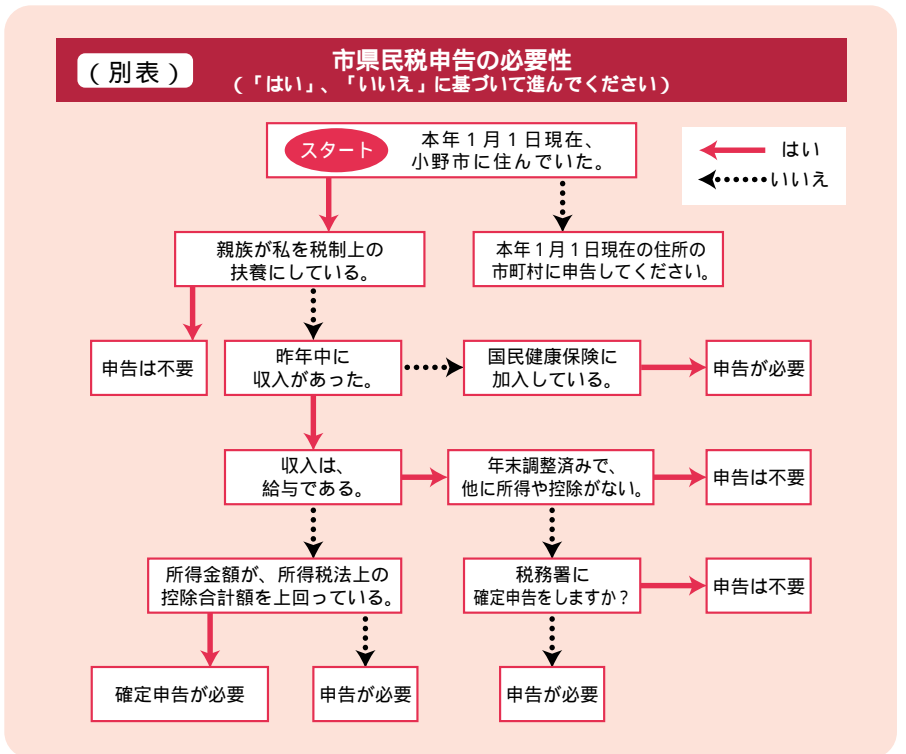 (別表)
市県民税申告の必要性
(「はい」、「いいえ」に基づいて進んでください)
スタート
本年1月1日現在、
小野市に住んでいた。
はい
いいえ
親族が私を税制上の
扶養にしている。
本年1月1日現在の住所の
市町村に申告してください。
申告は不要
昨年中に
収入があった。
国民健康保険に
加入している。
申告が必要
収入は、
給与である。
年末調整済みで、
他に所得や控除がない。
申告は不要
所得金額が、所得税法上の
控除合計額を上回っている。
税務署に
確定申告をしますか?
申告は不要
確定申告が必要
申告が必要
申告が必要